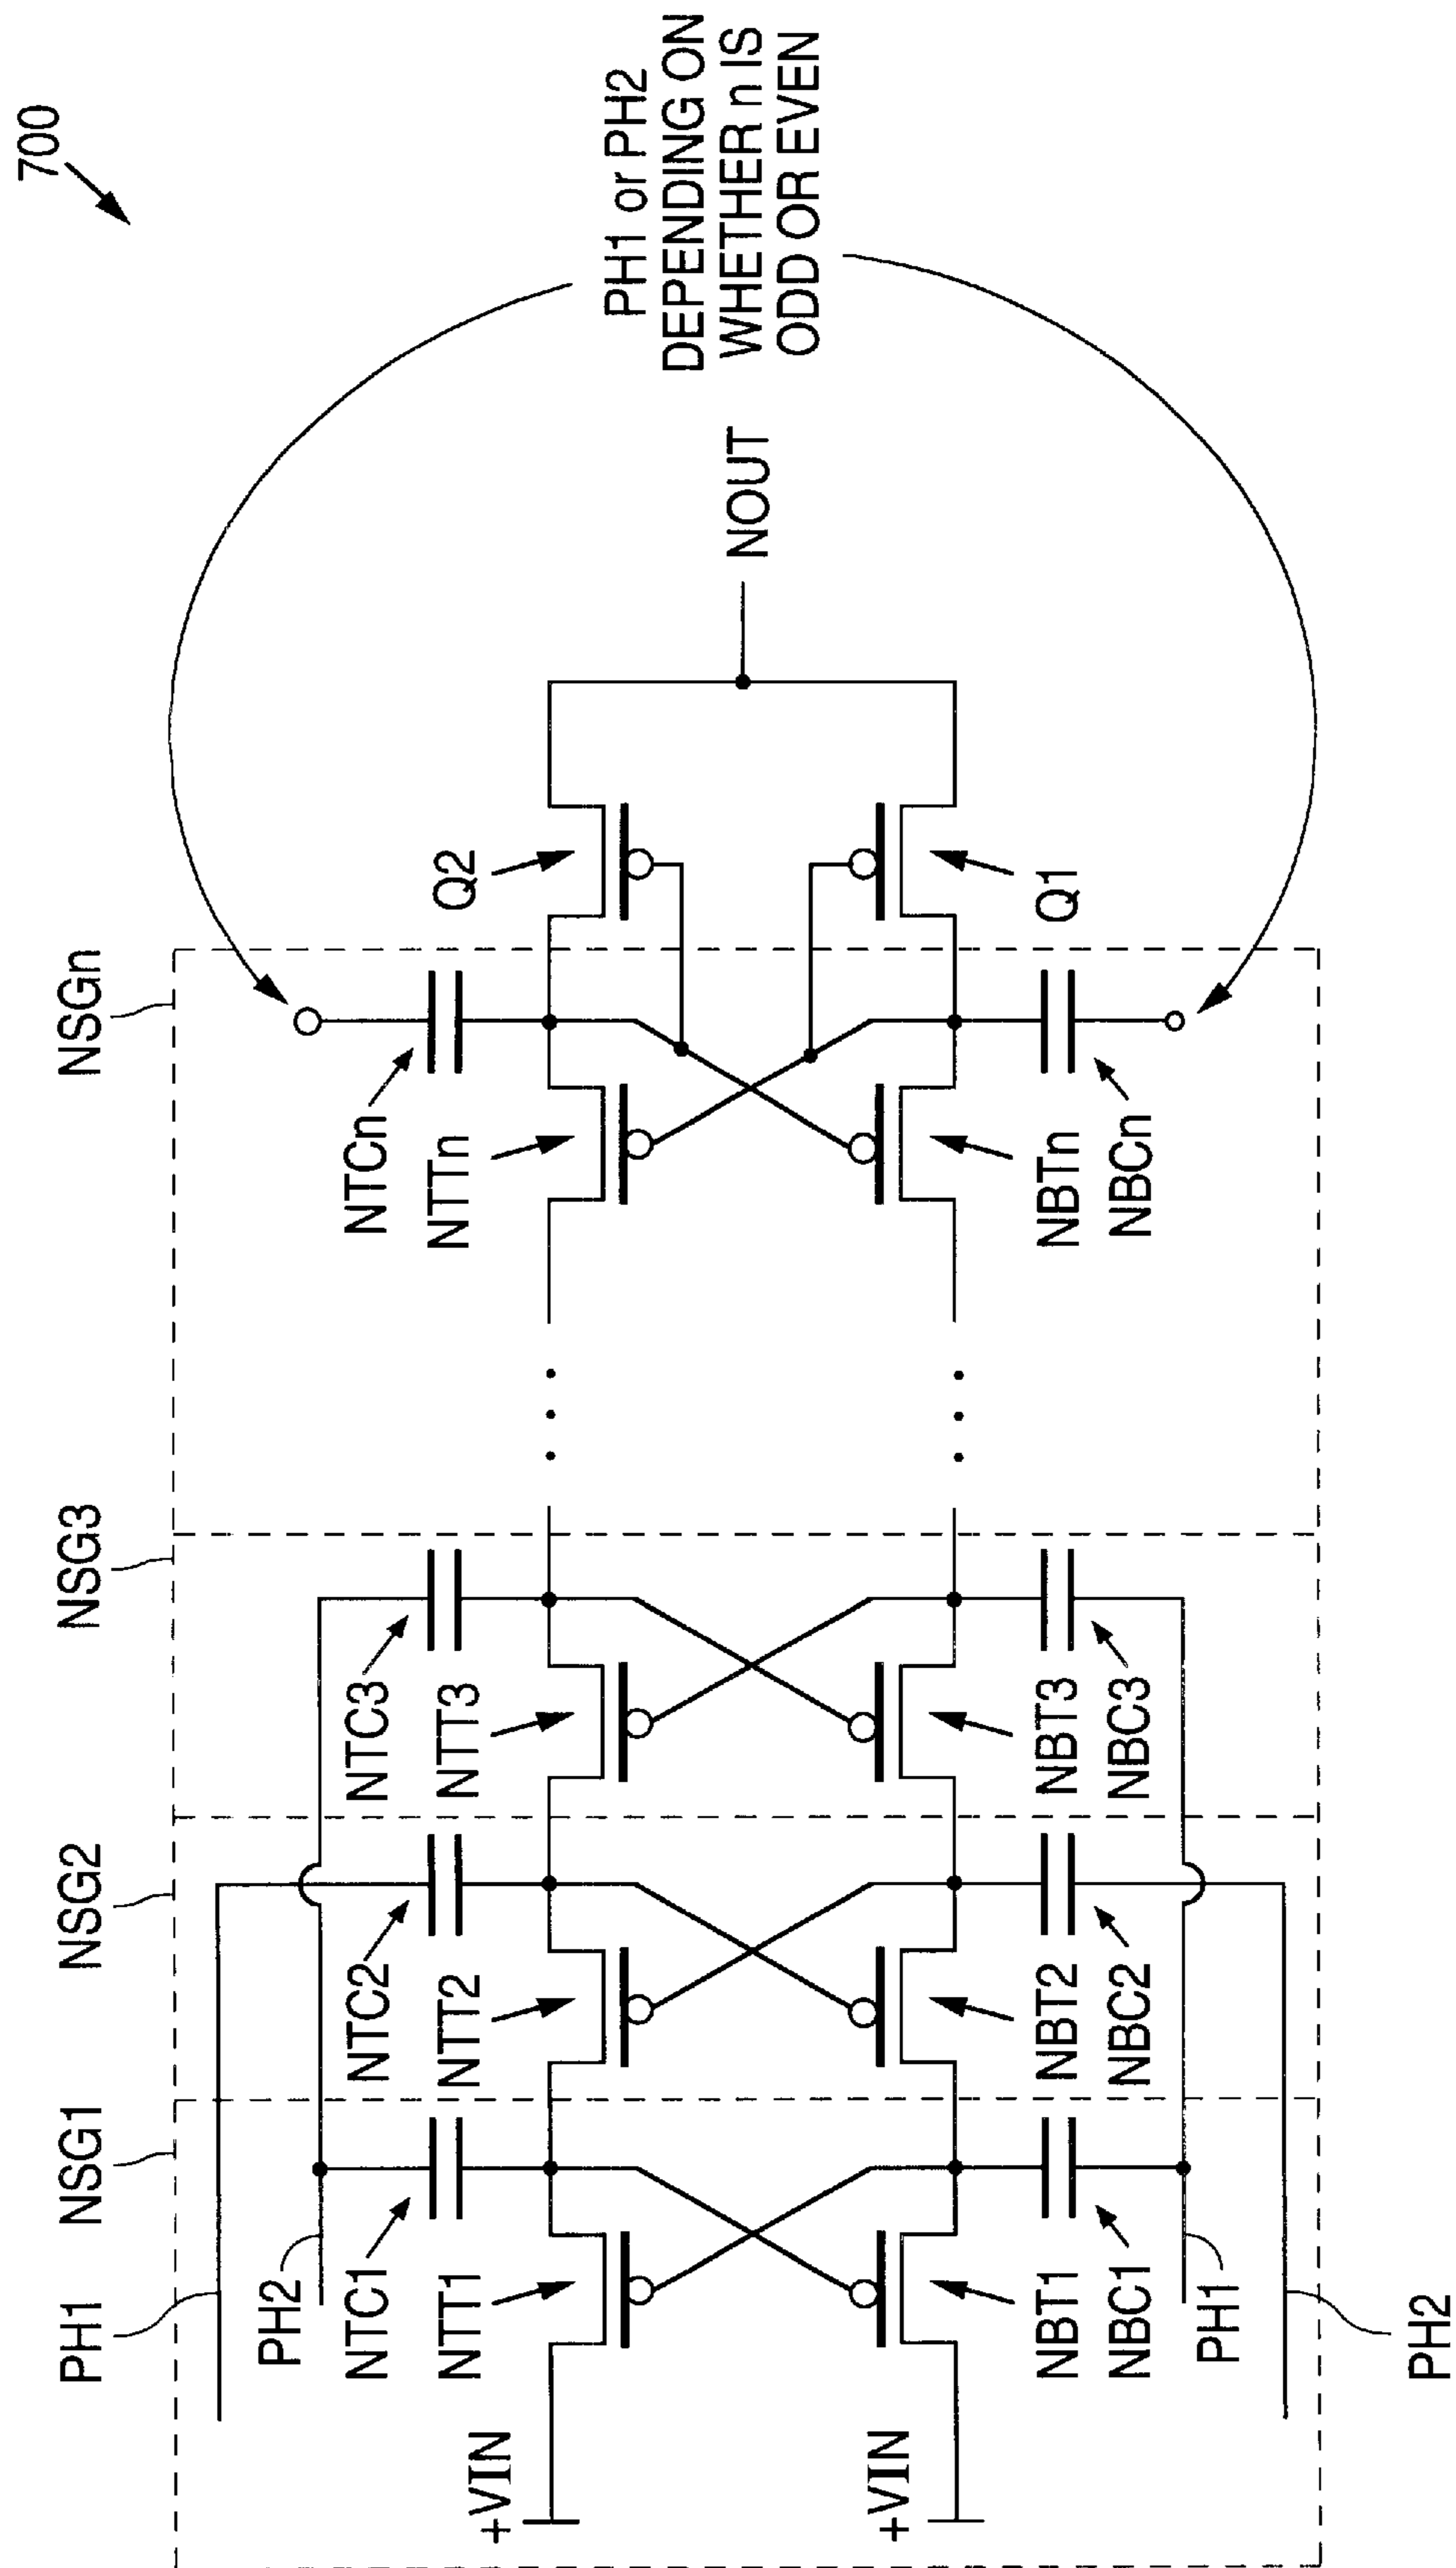 700
PH1 or PH2
DEPENDING ON
WHETHER n IS
ODD OR EVEN
NSG1
NSG2
NSG3
NSGn
PH1
PH2
NTC1
NTT1
NTC2
NTT2
NTC3
NTT3
NTCn
NTTn
Q2
NOUT
+VIN
+VIN
NBT1
NBC1
NBT2
NBC2
NBT3
NBC3
NBTn
NBCn
Q1
PH1
PH2